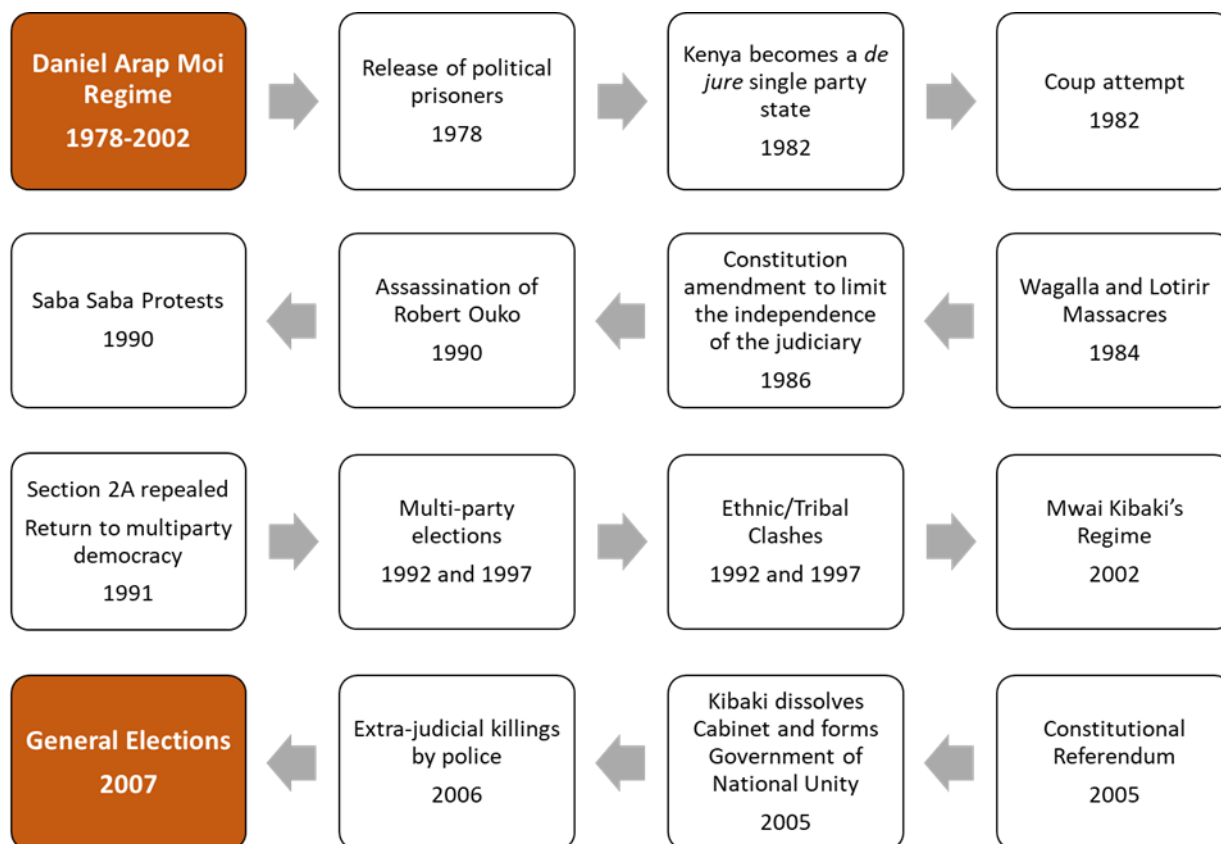 Daniel Arap Moi
Regime
1978-2002
Release of political
prisoners
1978
Kenya becomes a de
jure single party
state
1982
Coup attempt
1982
Wagalla and Lotirir
Massacres
1984
Constitution
amendment to limit
the independence
of the judiciary
1986
Assassination of
Robert Ouko
1990
Saba Saba Protests
1990
Section 2A repealed
Return to multiparty
democracy
1991
Multi-party
elections
1992 and 1997
Ethnic/Tribal
Clashes
1992 and 1997
Mwai Kibaki’s
Regime
2002
Constitutional
Referendum
2005
Kibaki dissolves
Cabinet and forms
Government of
National Unity
2005
Extra-judicial killings
by police
2006
General Elections
2007